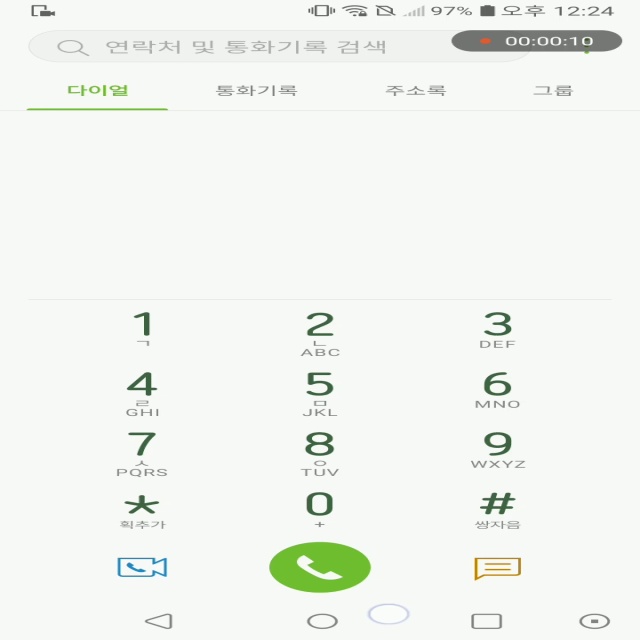 97% 오후 12:24
연락처 및 통화기록 검색
00:00:10
다이얼 통화기록 주소록 그룹
1 2 3
ㄱ ㄴ
ABC DEF
4 5 6
ㄹ ㅁ
GHI JKL MNO
7 8 9
ㅅ ㅇ
PQRS TUV WXYZ
* 0 #
획추가 + 쌍자음